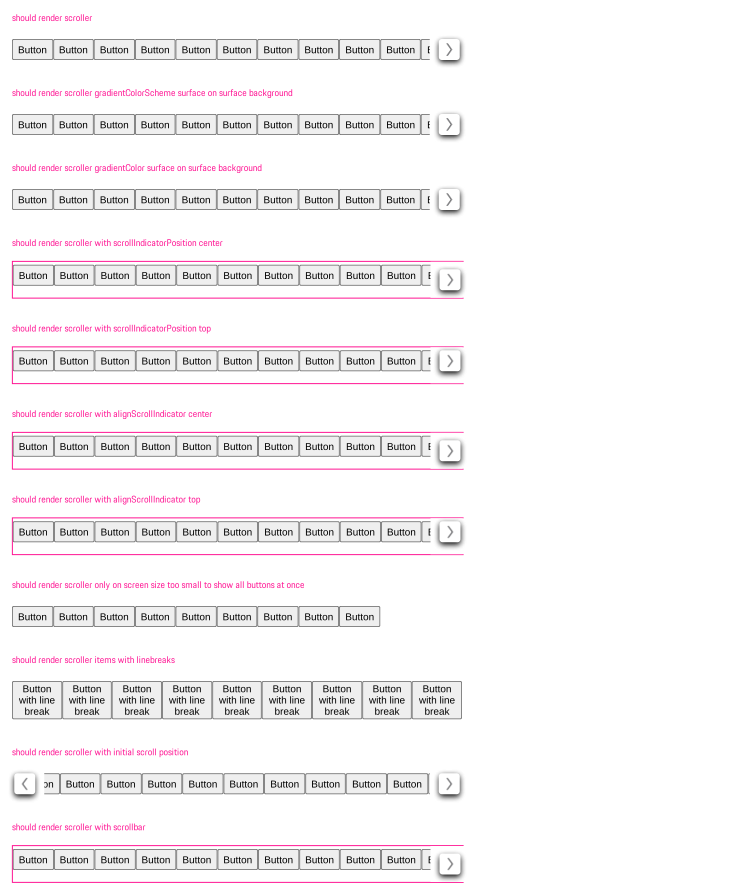 should render scroller
Button Button Button Button Button Button Button Button Button Button
should render scroller gradientColorScheme surface on surface background
Button Button Button Button Button Button Button Button Button Button
should render scroller gradientColor surface on surface background
Button Button Button Button Button Button Button Button Button Button
should render scroller with scrollIndicatorPosition center
Button Button Button Button Button Button Button Button Button Button
should render scroller with scrollIndicatorPosition top
Button Button Button Button Button Button Button Button Button Button
should render scroller with alignScrollIndicator center
Button Button Button Button Button Button Button Button Button Button
should render scroller with alignScrollIndicator top
Button Button Button Button Button Button Button Button Button Button
should render scroller only on screen size too small to show all buttons at once
Button Button Button Button Button Button Button Button Button
should render scroller items with linebreaks
Button Button Button Button Button Button Button Button Button
with line with line with line with line with line with line with line with line with line
break break break break break break break break break
should render scroller with initial scroll position
on Button Button Button Button Button Button Button Button Button
should render scroller with scrollbar
Button Button Button Button Button Button Button Button Button Button